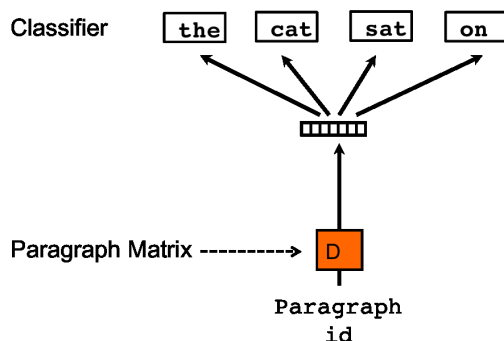 Classifier the cat sat on
Paragraph Matrix D
Paragraph
id